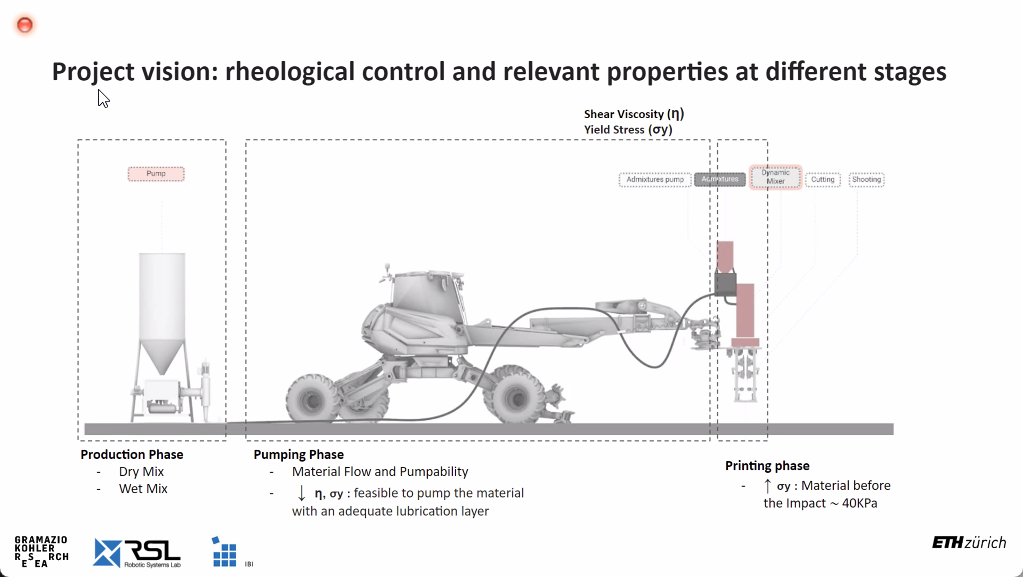 Project vision: rheological control and relevant properties at different stages
Shear Viscosity (η)
Yield Stress (σy)
Pump
Admixtures pump
Admixtures
Dynamic
Mixer
Cutting
Shooting
Production Phase
- Dry Mix
- Wet Mix
Pumping Phase
- Material Flow and Pumpability
- ↓ η, σy : feasible to pump the material
with an adequate lubrication layer
Printing phase
- ↑ σy : Material before
the Impact ~ 40KPa
GRAMAZIO
KOHLER
RESEARCH
RSL
Robotic Systems Lab
IBI
ETH zürich